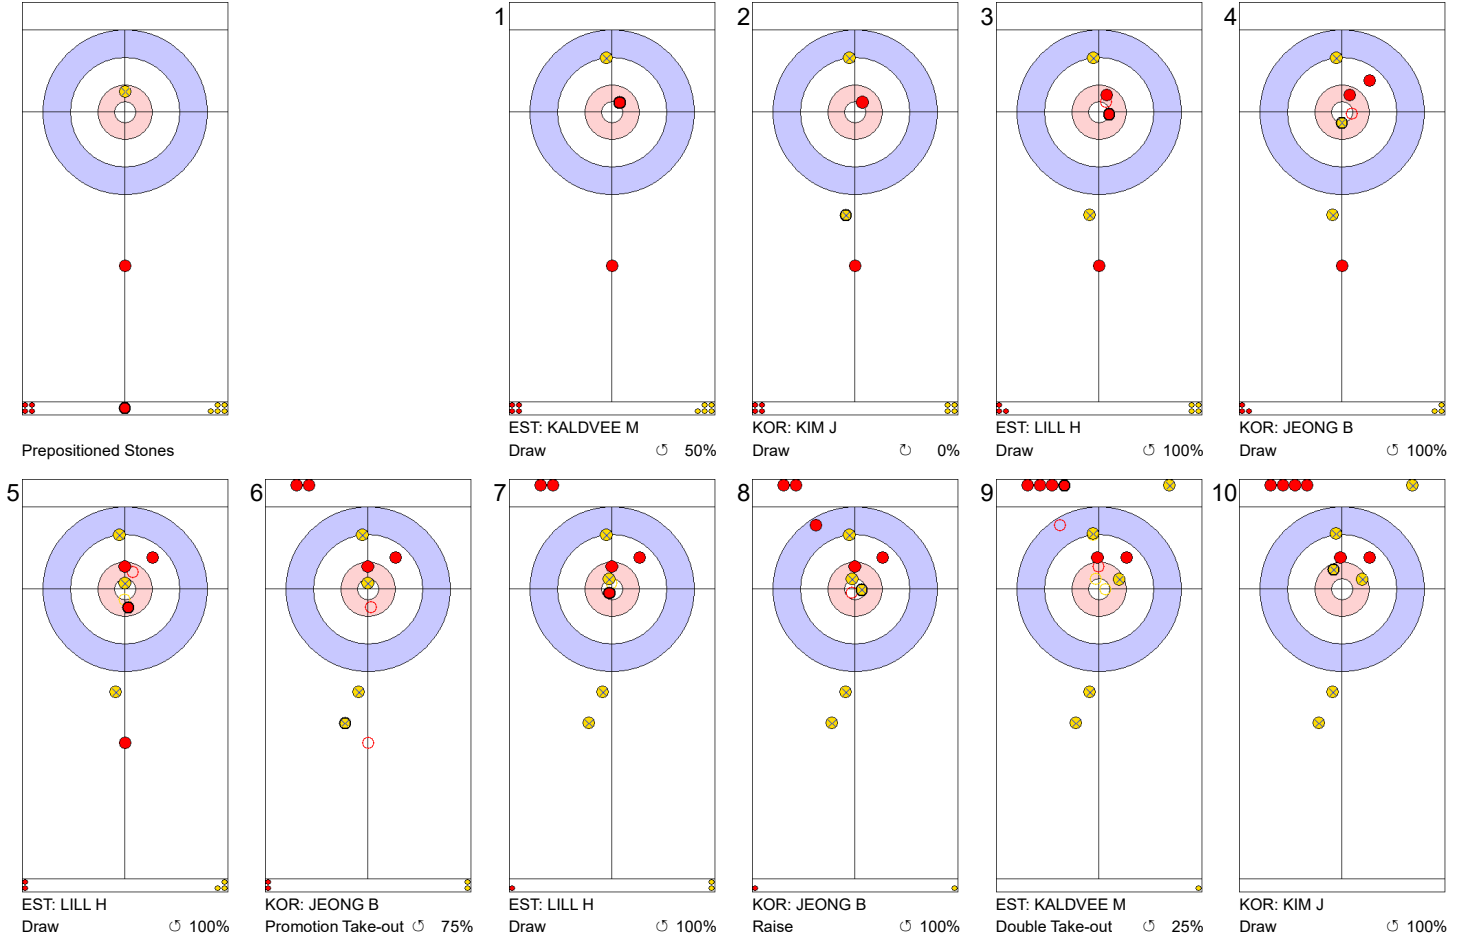 1
2
3
4
Prepositioned Stones
EST: KALDVEE M
Draw ↺ 50%
KOR: KIM J
Draw ↻ 0%
EST: LILL H
Draw ↺ 100%
KOR: JEONG B
Draw ↺ 100%
5
6
7
8
9
10
EST: LILL H
Draw ↺ 100%
KOR: JEONG B
Promotion Take-out ↺ 75%
EST: LILL H
Draw ↺ 100%
KOR: JEONG B
Raise ↺ 100%
EST: KALDVEE M
Double Take-out ↺ 25%
KOR: KIM J
Draw ↺ 100%